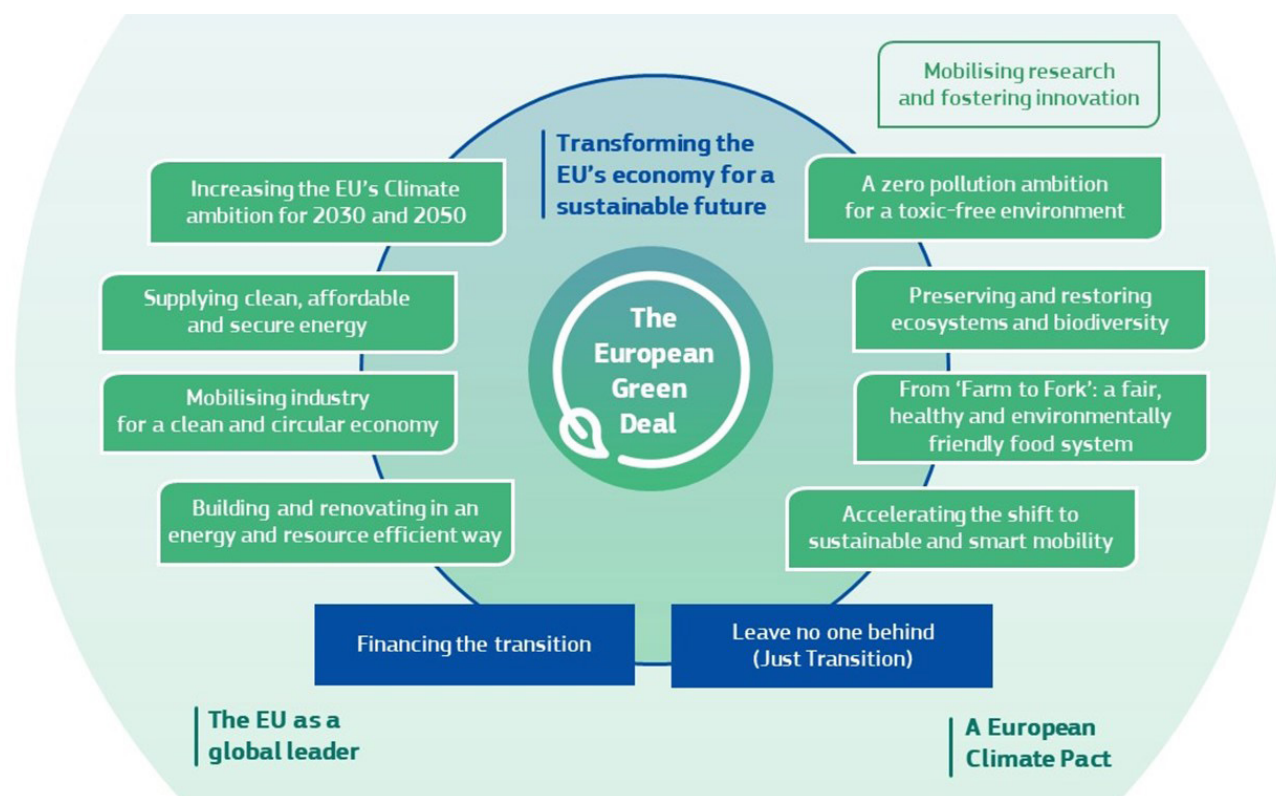 Mobilising research
and fostering innovation
Transforming the
EU's economy for a
sustainable future
Increasing the EU's Climate
ambition for 2030 and 2050
A zero pollution ambition
for a toxic-free environment
Supplying clean, affordable
and secure energy
Preserving and restoring
ecosystems and biodiversity
The
European
Green
Deal
Mobilising industry
for a clean and circular economy
From ‘Farm to Fork’: a fair,
healthy and environmentally
friendly food system
Building and renovating in an
energy and resource efficient way
Accelerating the shift to
sustainable and smart mobility
Financing the transition
Leave no one behind
(Just Transition)
The EU as a
global leader
A European
Climate Pact